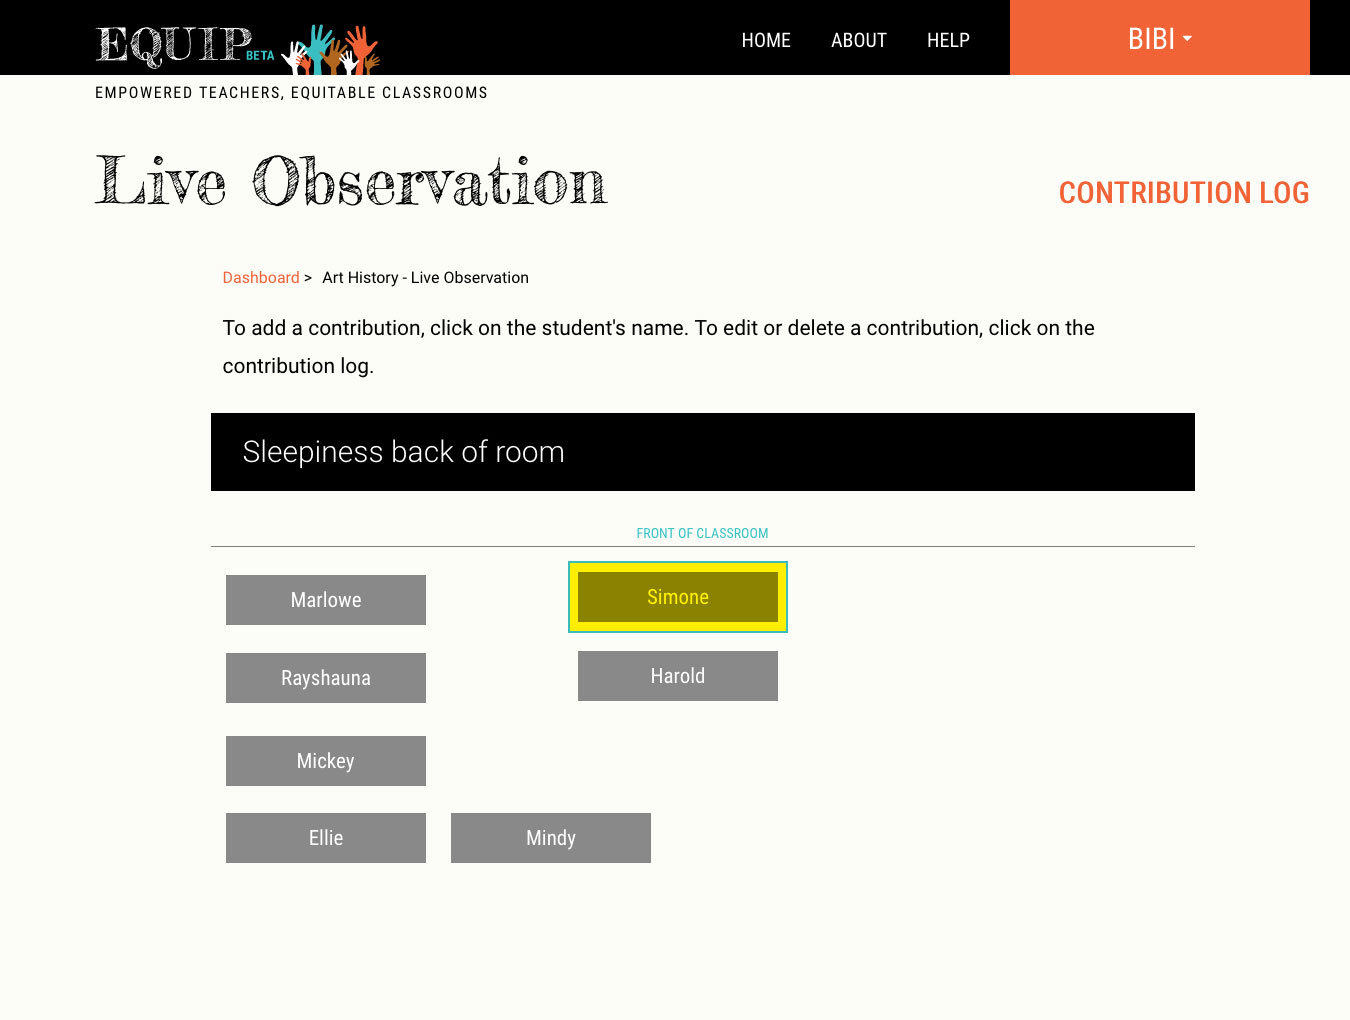 EQUIP BETA
HOME ABOUT HELP BIBI
EMPOWERED TEACHERS, EQUITABLE CLASSROOMS
Live Observation
CONTRIBUTION LOG
Dashboard > Art History - Live Observation
To add a contribution, click on the student's name. To edit or delete a contribution, click on the
contribution log.
Sleepiness back of room
FRONT OF CLASSROOM
Marlowe
Simone
Rayshauna
Harold
Mickey
Ellie
Mindy